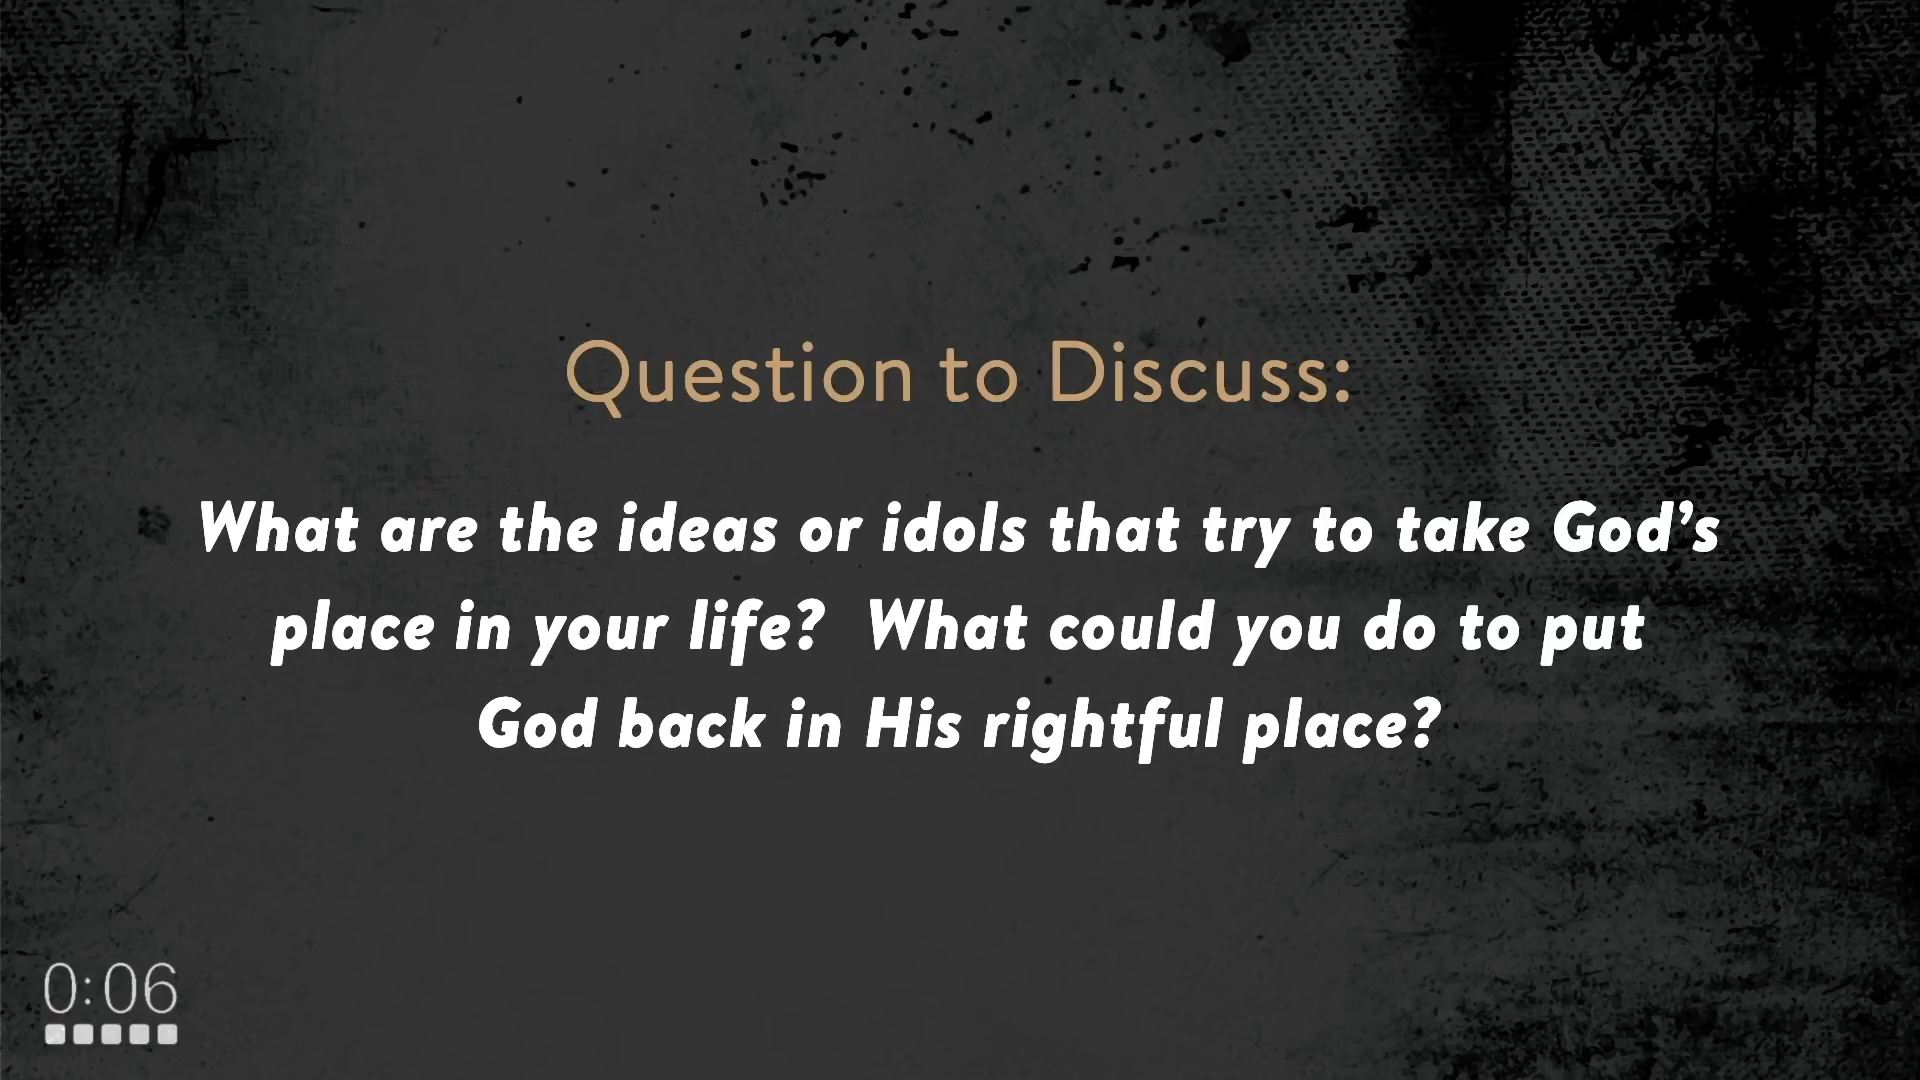 Question to Discuss:
What are the ideas or idols that try to take God’s
place in your life?  What could you do to put
God back in His rightful place?
0:06